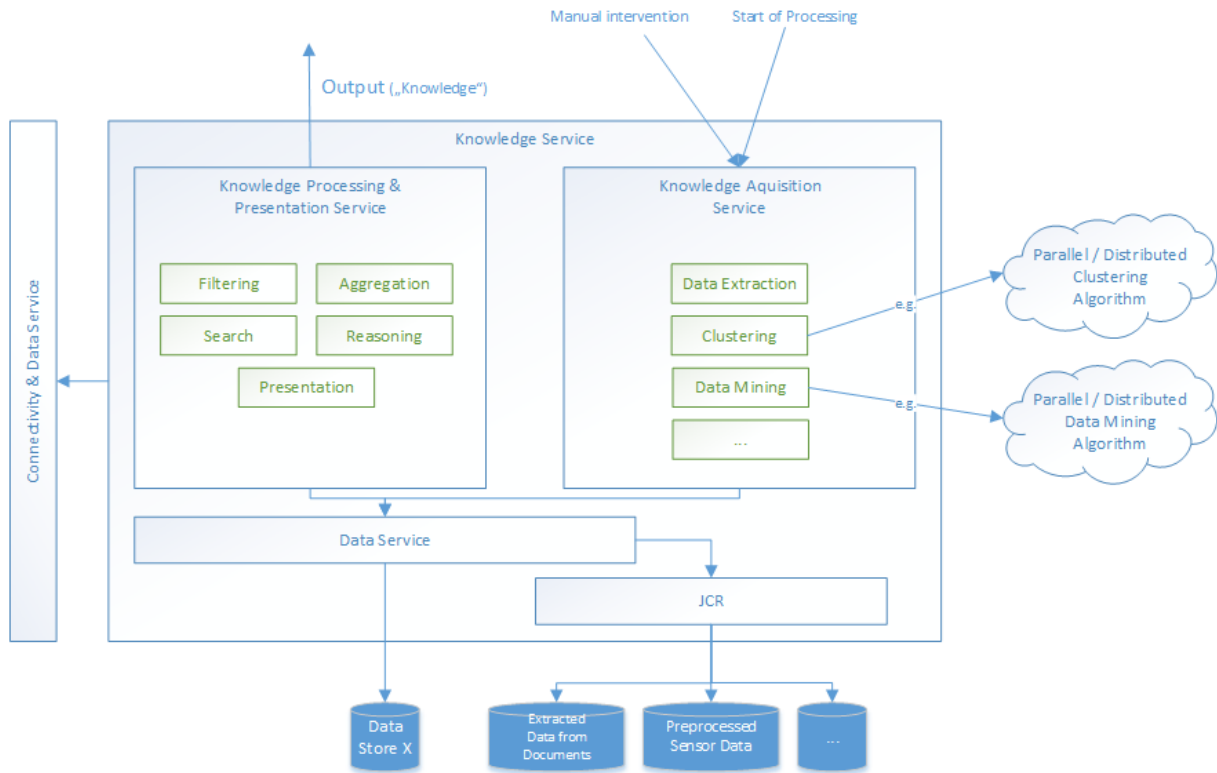 Manual intervention
Start of Processing
Output („Knowledge“)
Knowledge Service
Knowledge Processing &
Presentation Service
Filtering
Aggregation
Search
Reasoning
Presentation
Knowledge Aquisition
Service
Data Extraction
Clustering
Data Mining
...
e.g.
e.g.
Parallel / Distributed
Clustering
Algorithm
Parallel / Distributed
Data Mining
Algorithm
Connectivity & Data Service
Data Service
JCR
Data
Store X
Extracted
Data from
Documents
Preprocessed
Sensor Data
...